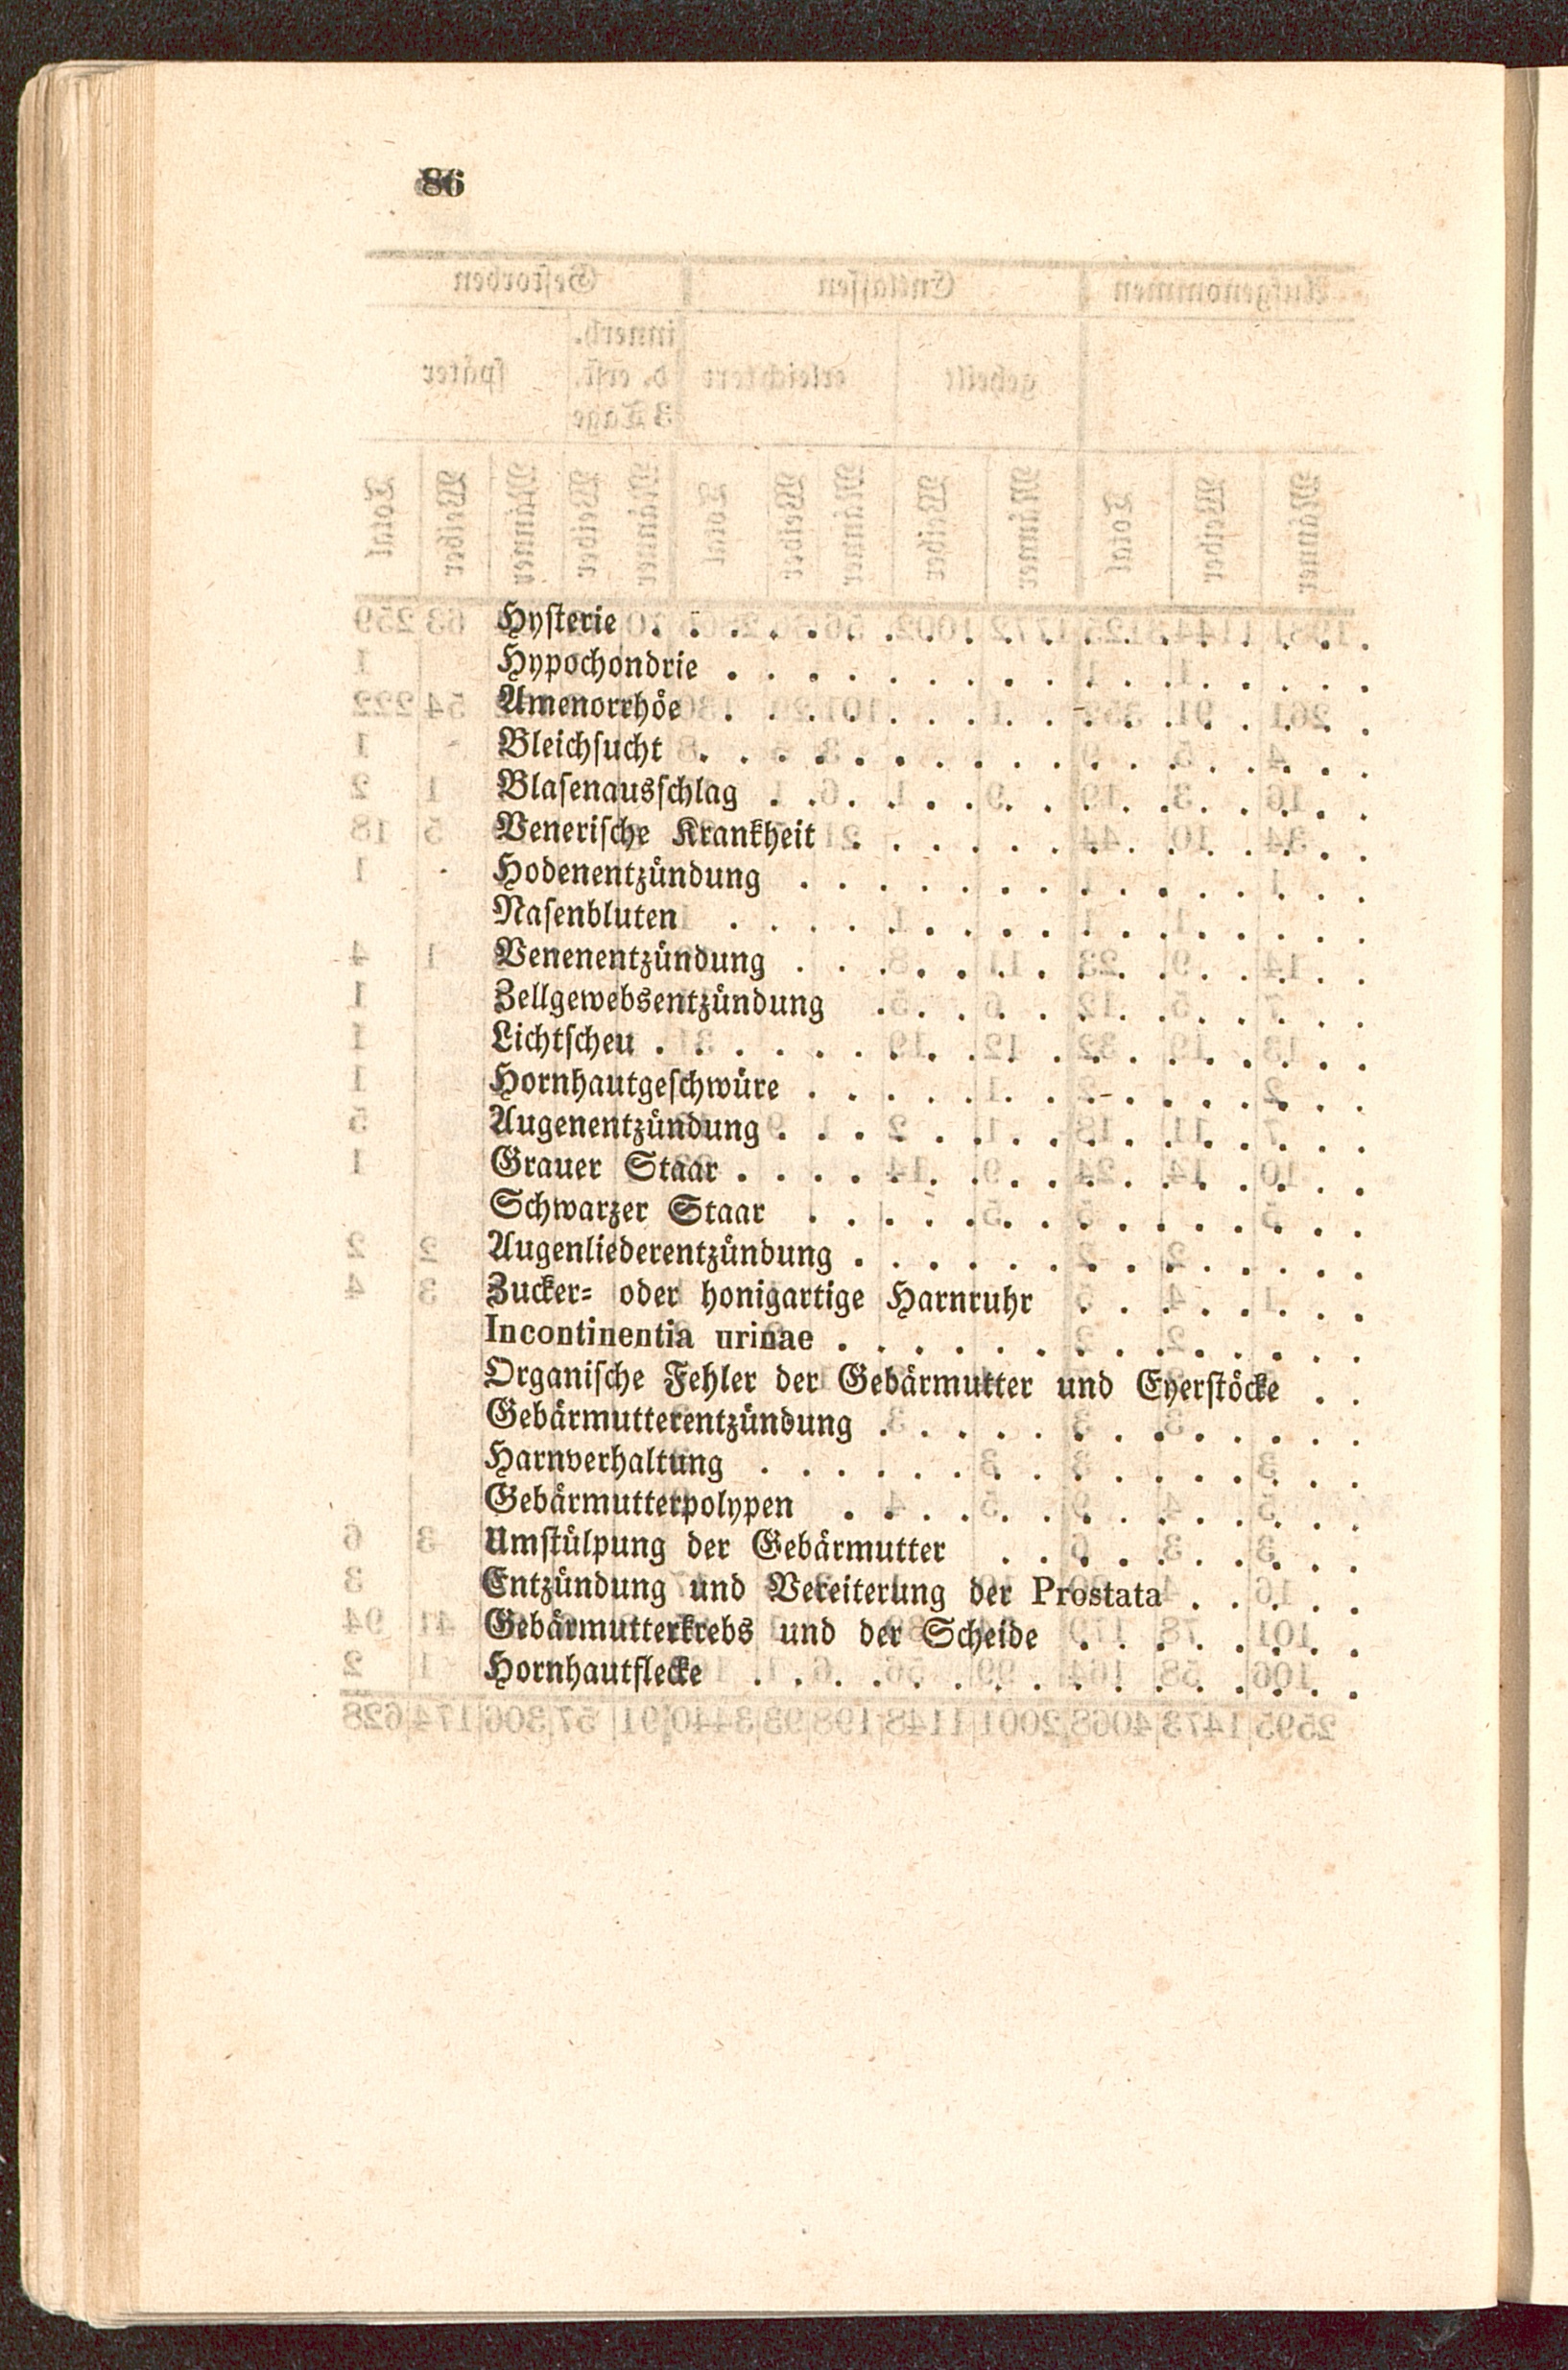 86
Hysterie . . . . . . . . . . . . . . . . . . .
Hypochondrie . . . . . . . . . . . . . . . . .
Amenorrhöe . . . . . . . . . . . . . . . . .
Bleichsucht . . . . . . . . . . . . . . . . . .
Blasenausschlag . . . . . . . . . . . . . . . .
Venerische Krankheit . . . . . . . . . . . . . .
Hodenentzündung . . . . . . . . . . . . . . .
Nasenbluten . . . . . . . . . . . . . . . . .
Venenentzündung . . . . . . . . . . . . . . .
Zellgewebsentzündung . . . . . . . . . . . . .
Lichtscheu . . . . . . . . . . . . . . . . . . .
Hornhautgeschwüre . . . . . . . . . . . . . . .
Augenentzündung . . . . . . . . . . . . . . . .
Grauer Staar . . . . . . . . . . . . . . . . .
Schwarzer Staar . . . . . . . . . . . . . . .
Augenliederentzündung . . . . . . . . . . . . . .
Zucker- oder honigartige Harnruhr . . . . . . . .
Incontinentia urinae . . . . . . . . . . . . . .
Organische Fehler der Gebärmutter und Eyerstöcke . .
Gebärmutterentzündung . . . . . . . . . . . . .
Harnverhaltung . . . . . . . . . . . . . . . .
Gebärmutterpolypen . . . . . . . . . . . . . .
Umstülpung der Gebärmutter . . . . . . . . . .
Entzündung und Vereiterung der Prostata . . . . .
Gebärmutterkrebs und der Scheide . . . . . . . .
Hornhautflecke . . . . . . . . . . . . . . . .